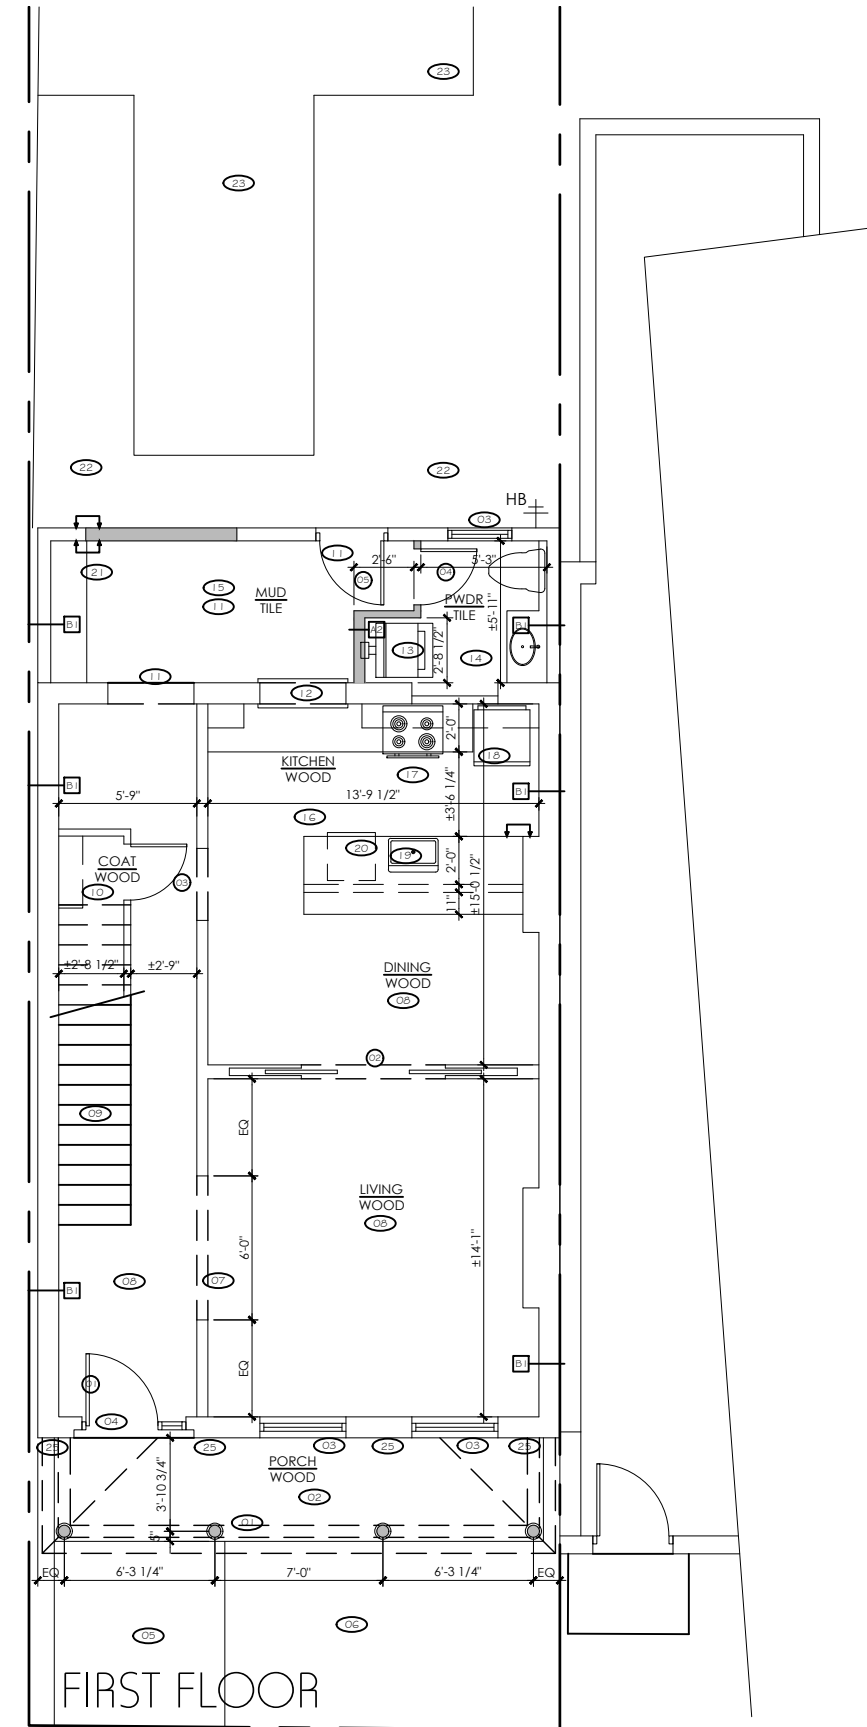 23
23
22
22
HB
03
21
15
11
MUD
TILE
11
2'-6"
05
04
5'-3"
PWDR
TILE
±5'-11"
B1
B1
A2
13
2'-8 1/2"
14
11
12
KITCHEN
WOOD
17
18
2'-0"
±3'-6 1/4"
B1
B1
5'-9"
13'-9 1/2"
16
20
19
2'-0"
11"
±15'-0 1/2"
COAT
WOOD
10
03
±2'-8 1/2"
±2'-9"
DINING
WOOD
08
02
09
EQ
LIVING
WOOD
08
6'-0"
±14'-1"
08
07
B1
EQ
B1
01
04
25
25
03
25
03
25
PORCH
WOOD
02
3'-10 3/4"
01
5"
EQ
6'-3 1/4"
7'-0"
6'-3 1/4"
EQ
05
06
FIRST FLOOR